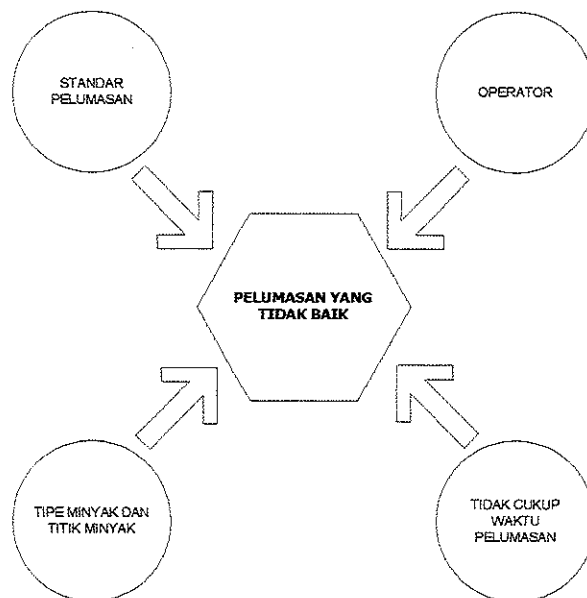 STANDAR
PELUMASAN
OPERATOR
PELUMASAN YANG
TIDAK BAIK
TIPE MINYAK DAN
TITIK MINYAK
TIDAK CUKUP
WAKTU
PELUMASAN